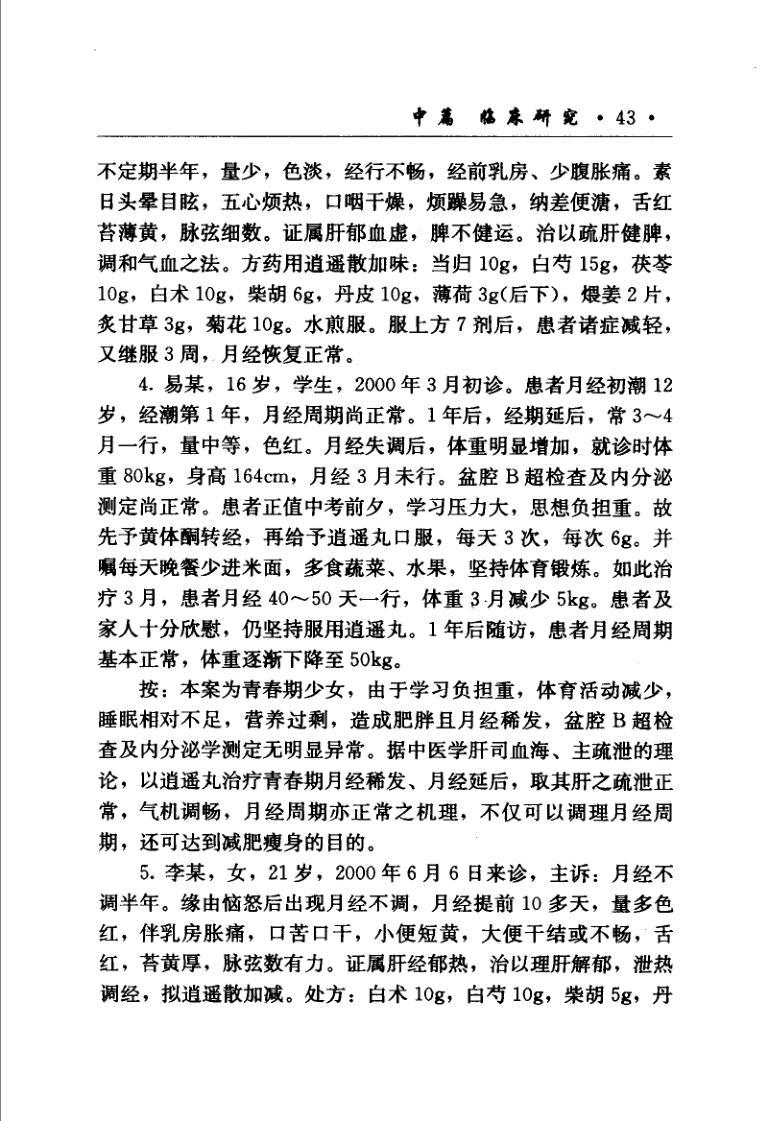 中篇 临床研究 · 43 ·
不定期半年，量少，色淡，经行不畅，经前乳房、少腹胀痛。素
日头晕目眩，五心烦热，口咽干燥，烦躁易急，纳差便溏，舌红
苔薄黄，脉弦细数。证属肝郁血虚，脾不健运。治以疏肝健脾，
调和气血之法。方药用逍遥散加味：当归 10g，白芍 15g，茯苓
10g，白术 10g，柴胡 6g，丹皮 10g，薄荷 3g(后下)，煨姜 2 片，
炙甘草 3g，菊花 10g。水煎服。服上方 7 剂后，患者诸症减轻，
又继服 3 周，月经恢复正常。
4. 易某，16 岁，学生，2000 年 3 月初诊。患者月经初潮 12
岁，经潮第 1 年，月经周期尚正常。1 年后，经期延后，常 3～4
月一行，量中等，色红。月经失调后，体重明显增加，就诊时体
重 80kg，身高 164cm，月经 3 月未行。盆腔 B 超检查及内分泌
测定尚正常。患者正值中考前夕，学习压力大，思想负担重。故
先予黄体酮转经，再给予逍遥丸口服，每天 3 次，每次 6g。并
嘱每天晚餐少进米面，多食蔬菜、水果，坚持体育锻炼。如此治
疗 3 月，患者月经 40～50 天一行，体重 3 月减少 5kg。患者及
家人十分欣慰，仍坚持服用逍遥丸。1 年后随访，患者月经周期
基本正常，体重逐渐下降至 50kg。
按：本案为青春期少女，由于学习负担重，体育活动减少，
睡眠相对不足，营养过剩，造成肥胖且月经稀发，盆腔 B 超检
查及内分泌学测定无明显异常。据中医学肝司血海、主疏泄的理
论，以逍遥丸治疗青春期月经稀发、月经延后，取其肝之疏泄正
常，气机调畅，月经周期亦正常之机理，不仅可以调理月经周
期，还可达到减肥瘦身的目的。
5. 李某，女，21 岁，2000 年 6 月 6 日来诊，主诉：月经不
调半年。缘由恼怒后出现月经不调，月经提前 10 多天，量多色
红，伴乳房胀痛，口苦口干，小便短黄，大便干结或不畅，舌
红，苔黄厚，脉弦数有力。证属肝经郁热，治以理肝解郁，泄热
调经，拟逍遥散加减。处方：白术 10g，白芍 10g，柴胡 5g，丹